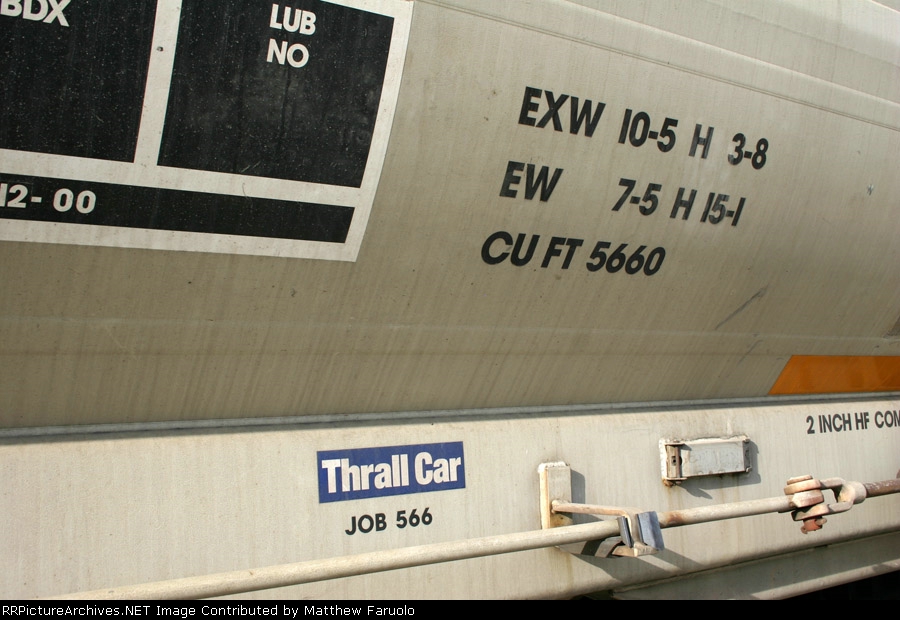 BDX
LUB
NO
12-00
EXW 10-5 H 3-8
EW 7-5 H 15-1
CU FT 5660
2 INCH HF COM
Thrall Car
JOB 566
RRPictureArchives.NET Image Contributed by Matthew Faruolo